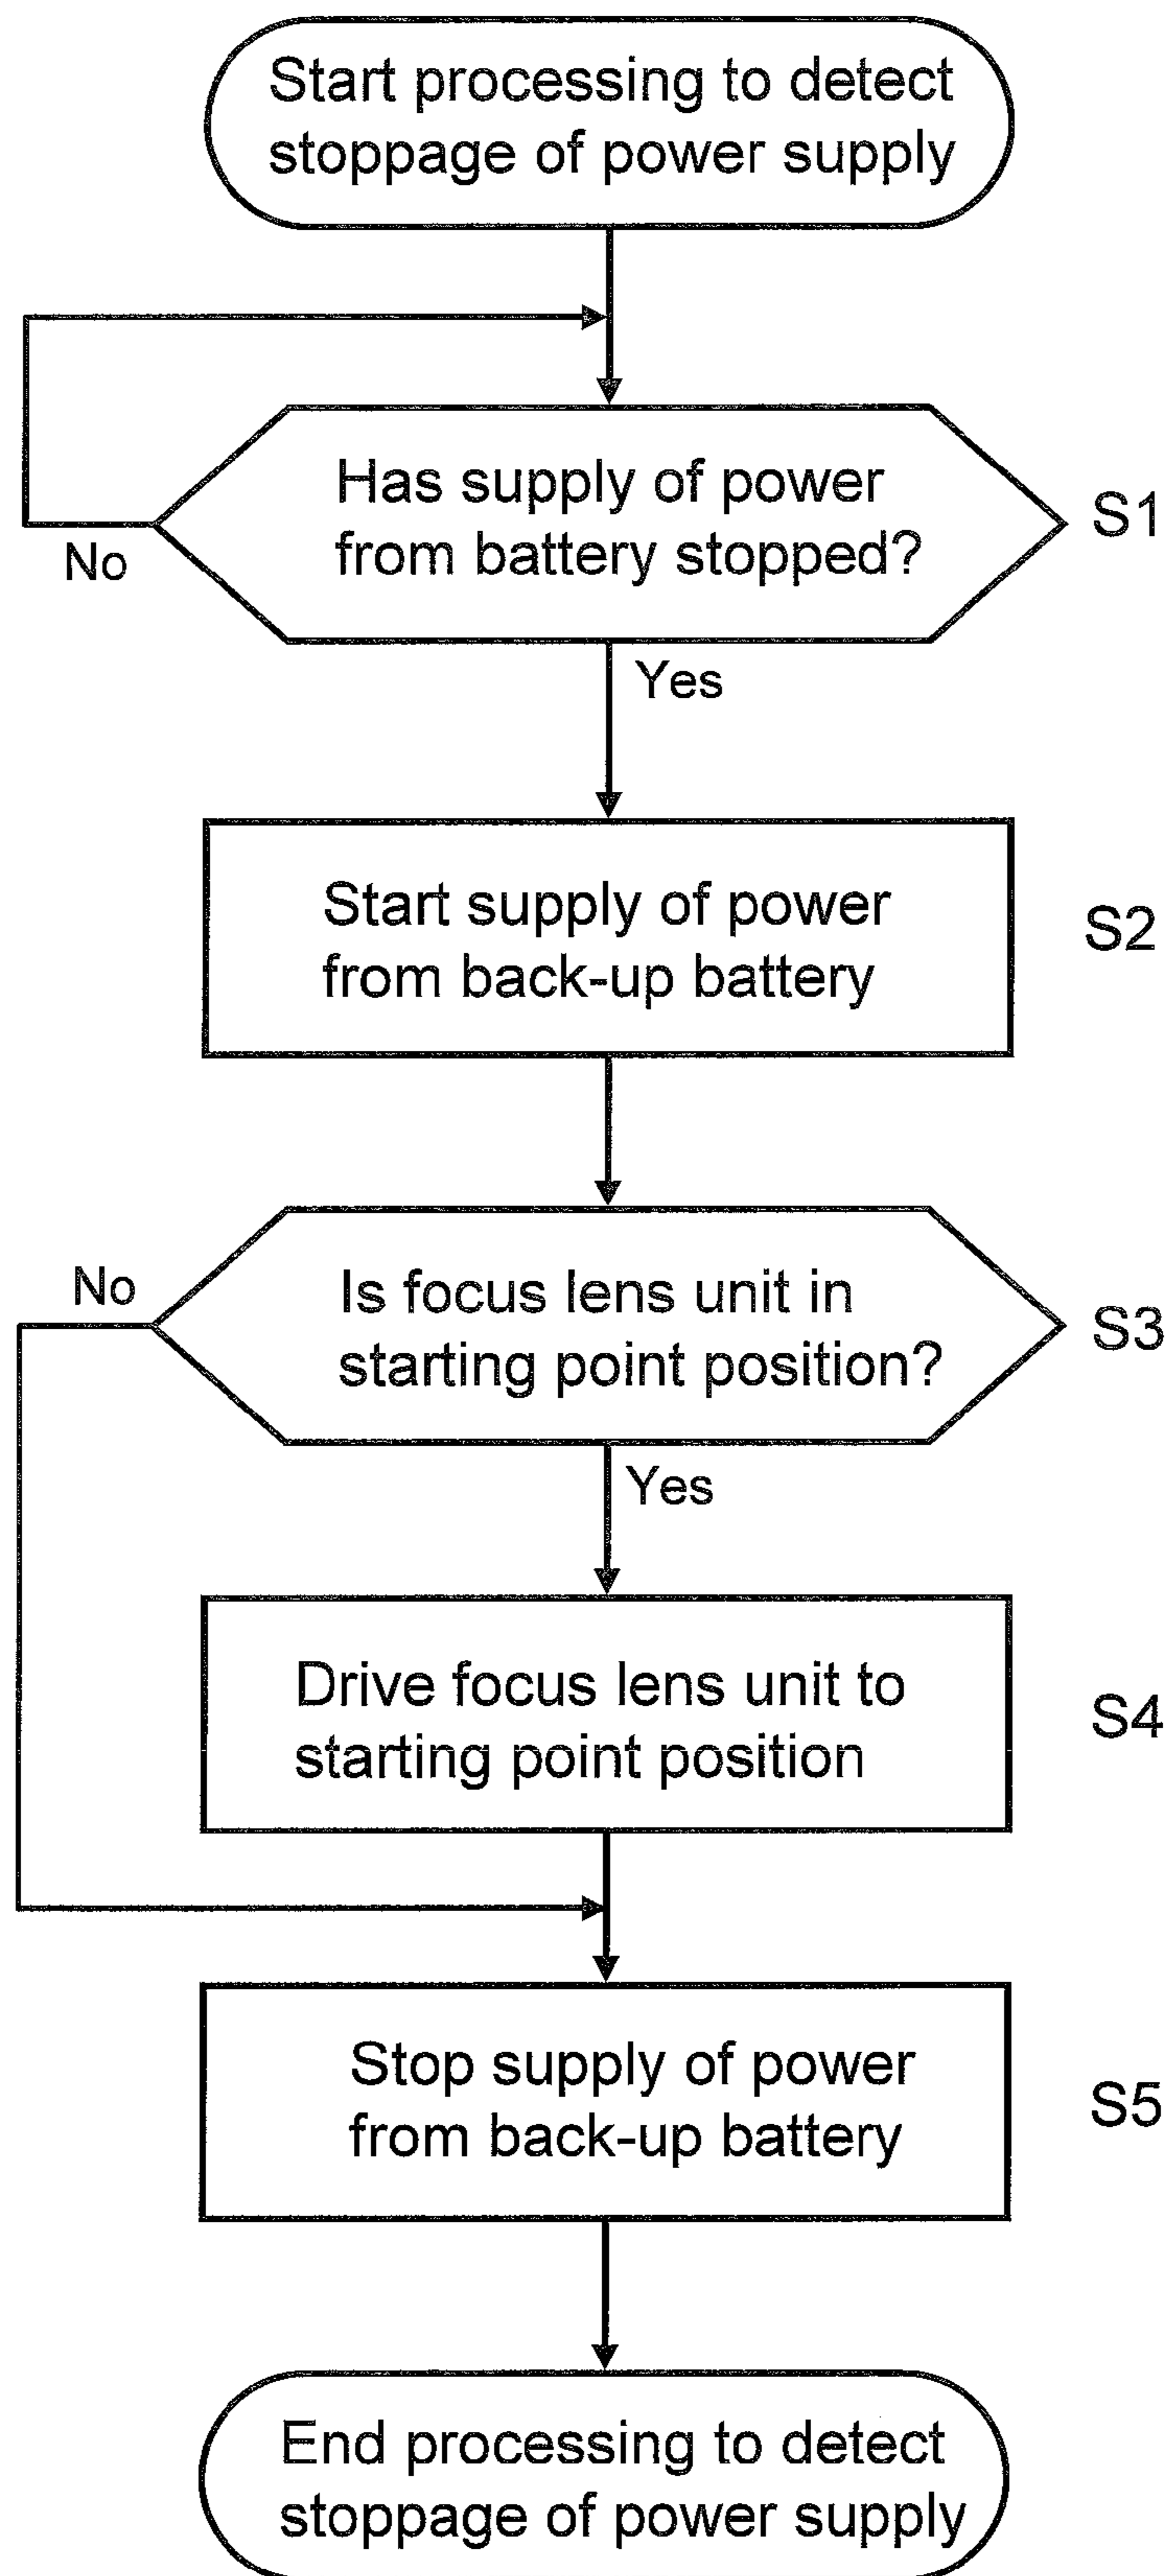 Start processing to detect
stoppage of power supply
Has supply of power
from battery stopped?
S1
No
Yes
Start supply of power
from back-up battery
S2
No
Is focus lens unit in
starting point position?
S3
Yes
Drive focus lens unit to
starting point position
S4
Stop supply of power
from back-up battery
S5
End processing to detect
stoppage of power supply